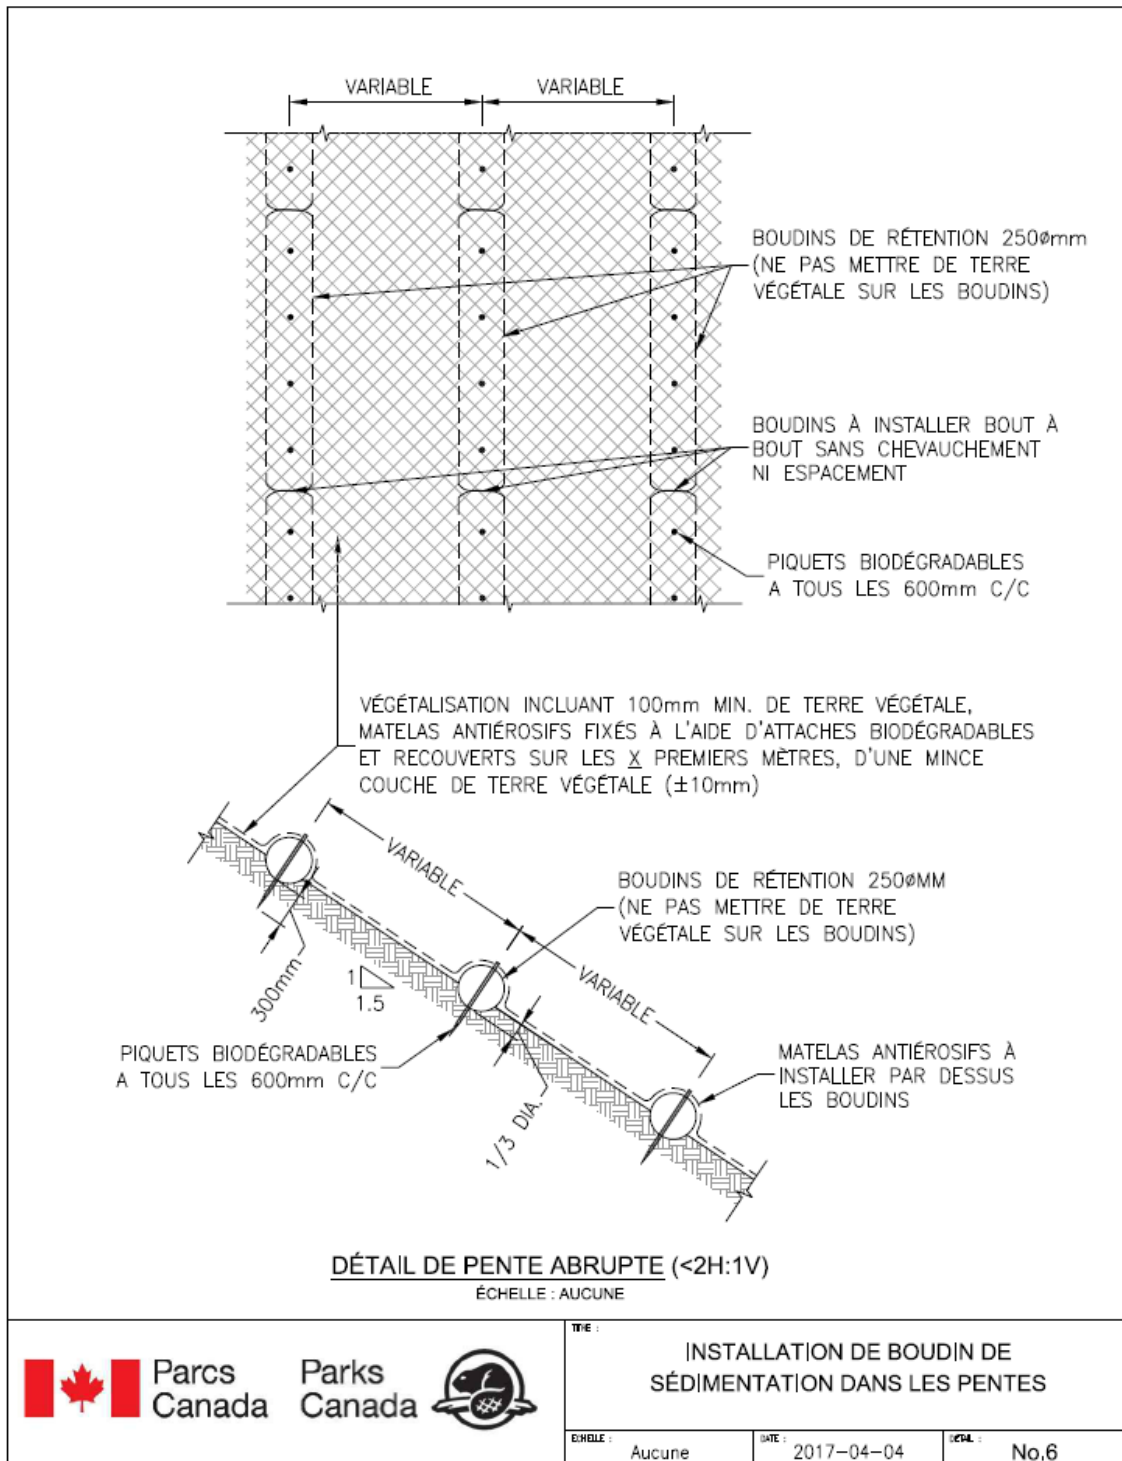 VARIABLE VARIABLE
BOUDINS DE RÉTENTION 250ømm
(NE PAS METTRE DE TERRE
VÉGÉTALE SUR LES BOUDINS)
BOUDINS À INSTALLER BOUT À
BOUT SANS CHEVAUCHEMENT
NI ESPACEMENT
PIQUETS BIODÉGRADABLES
A TOUS LES 600mm C/C
VÉGÉTALISATION INCLUANT 100mm MIN. DE TERRE VÉGÉTALE,
MATELAS ANTIÉROSIFS FIXÉS À L'AIDE D'ATTACHES BIODÉGRADABLES
ET RECOUVERTS SUR LES X PREMIERS MÈTRES, D'UNE MINCE
COUCHE DE TERRE VÉGÉTALE (±10mm)
VARIABLE
BOUDINS DE RÉTENTION 250øMM
(NE PAS METTRE DE TERRE
VÉGÉTALE SUR LES BOUDINS)
VARIABLE
300mm
1
1.5
PIQUETS BIODÉGRADABLES
A TOUS LES 600mm C/C
1/3 DIA.
MATELAS ANTIÉROSIFS À
INSTALLER PAR DESSUS
LES BOUDINS
DÉTAIL DE PENTE ABRUPTE (<2H:1V)
ÉCHELLE : AUCUNE
Parcs
Canada
Parks
Canada
TITRE :
INSTALLATION DE BOUDIN DE
SÉDIMENTATION DANS LES PENTES
ECHELLE :
Aucune
DATE :
2017-04-04
DETAIL :
No.6